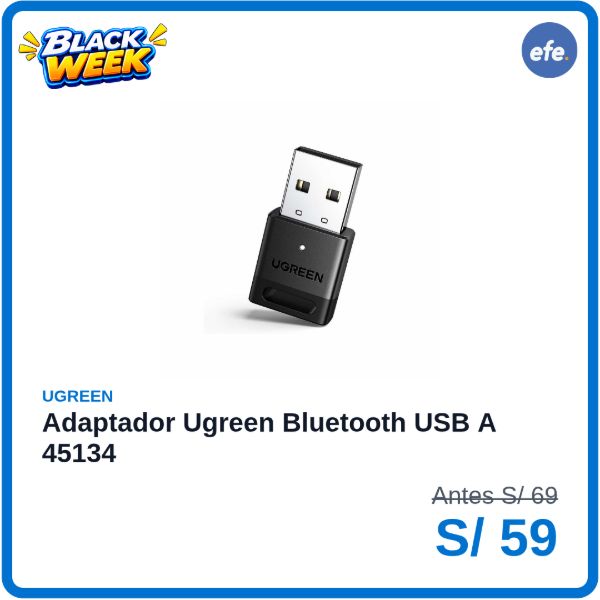 BLACK
WEEK
efe.
UGREEN
UGREEN
Adaptador Ugreen Bluetooth USB A
45134
Antes S/ 69
S/ 59